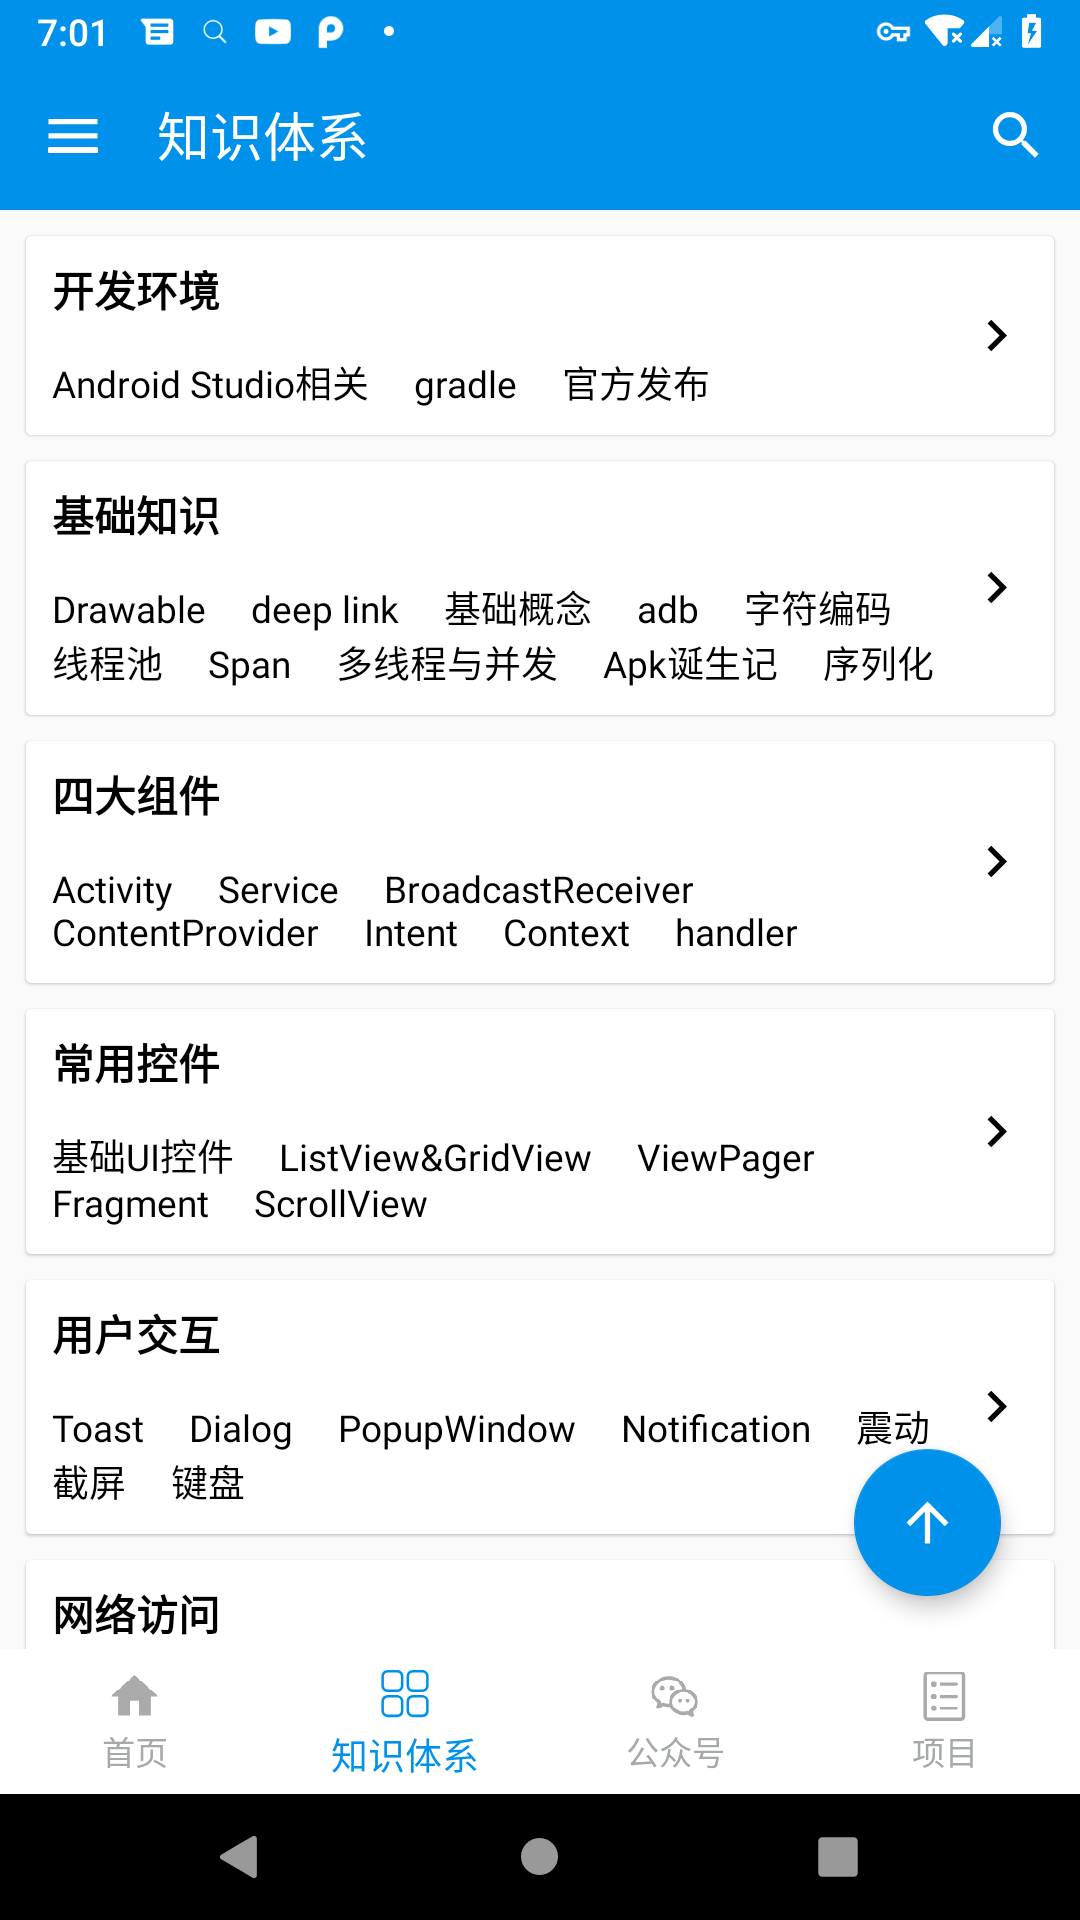 7:01
知识体系
开发环境
Android Studio相关 gradle 官方发布
基础知识
Drawable deep link 基础概念 adb 字符编码
线程池 Span 多线程与并发 Apk诞生记 序列化
四大组件
Activity Service BroadcastReceiver
ContentProvider Intent Context handler
常用控件
基础UI控件 ListView&GridView ViewPager
Fragment ScrollView
用户交互
Toast Dialog PopupWindow Notification 震动
截屏 键盘
网络访问
首页 知识体系 公众号 项目